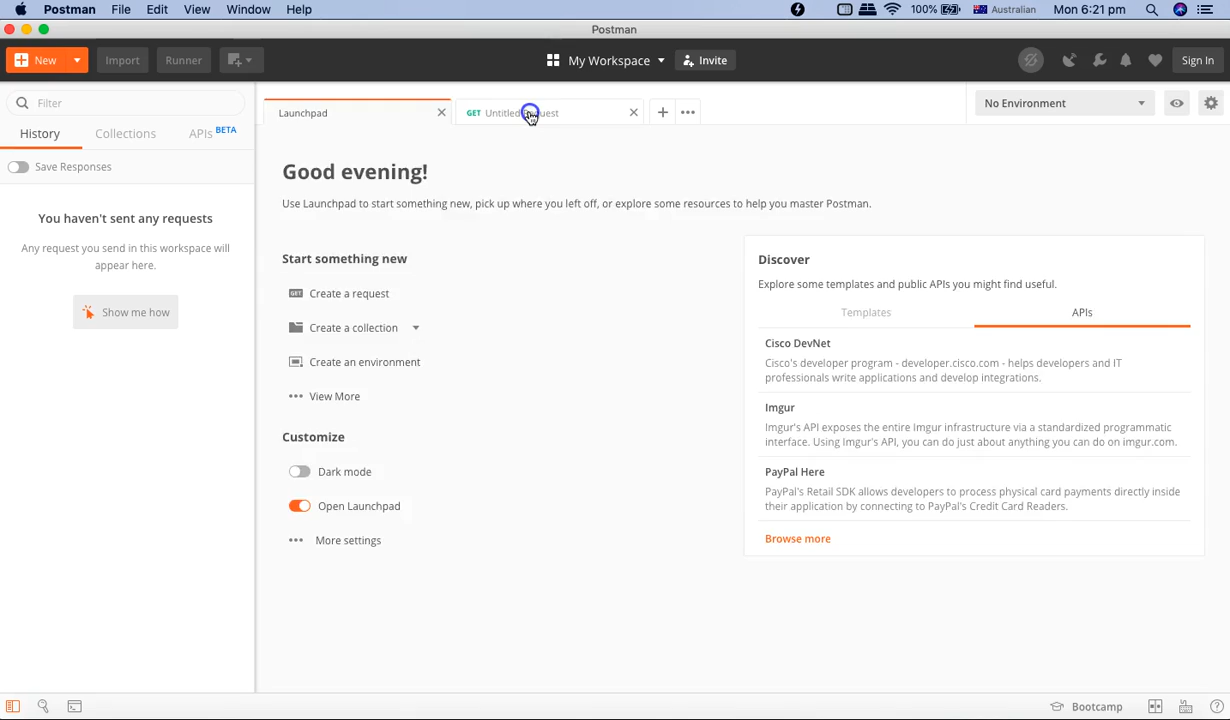 Postman File Edit View Window Help 100% Australian Mon 6:21 pm
Postman
New Import Runner My Workspace Invite Sign In
Filter
History Collections APIs BETA
Save Responses
You haven't sent any requests
Any request you send in this workspace will
appear here.
Show me how
Launchpad GET Untitled Request
No Environment
Good evening!
Use Launchpad to start something new, pick up where you left off, or explore some resources to help you master Postman.
Start something new
GET Create a request
Create a collection
Create an environment
View More
Customize
Dark mode
Open Launchpad
More settings
Discover
Explore some templates and public APIs you might find useful.
Templates APIs
Cisco DevNet
Cisco's developer program - developer.cisco.com - helps developers and IT
professionals write applications and develop integrations.
Imgur
Imgur's API exposes the entire Imgur infrastructure via a standardized programmatic
interface. Using Imgur's API, you can do just about anything you can do on imgur.com.
PayPal Here
PayPal's Retail SDK allows developers to process physical card payments directly inside
their application by connecting to PayPal's Credit Card Readers.
Browse more
Bootcamp